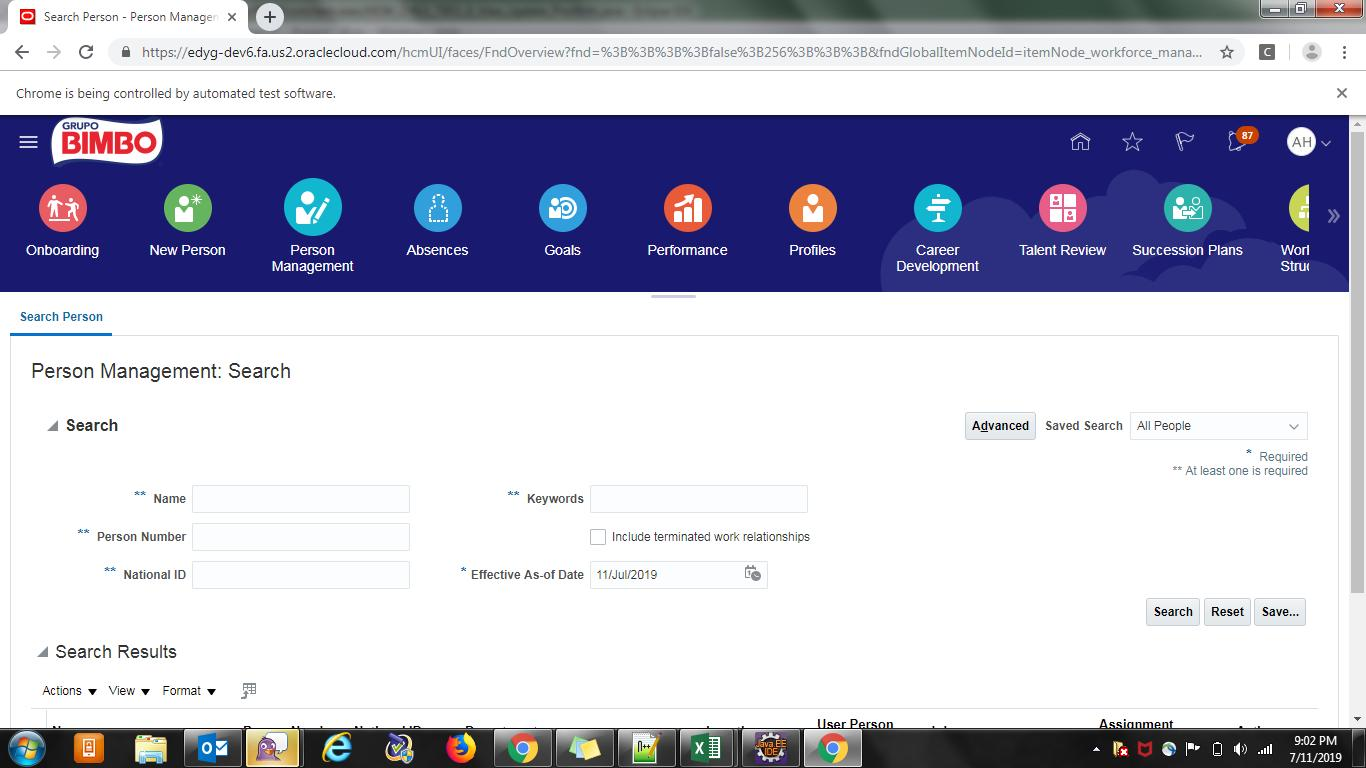 Search Person - Person Managen
https://edyg-dev6.fa.us2.oraclecloud.com/hcmUI/faces/FndOverview?fnd=%3B%3B%3B%3Bfalse%3B256%3B%3B%3B&fndGlobalItemNodeId=itemNode_workforce_mana...
C
Chrome is being controlled by automated test software.
GRUPO
BIMBO
87
AH
Onboarding
New Person
Person
Management
Absences
Goals
Performance
Profiles
Career
Development
Talent Review
Succession Plans
Search Person
Person Management: Search
Search
Advanced
Saved Search
All People
* Required
** At least one is required
** Name
** Keywords
** Person Number
Include terminated work relationships
** National ID
* Effective As-of Date
11/Jul/2019
Search
Reset
Save...
Search Results
Actions
View
Format
User Person
Assignment
Java EE
IDE
9:02 PM
7/11/2019